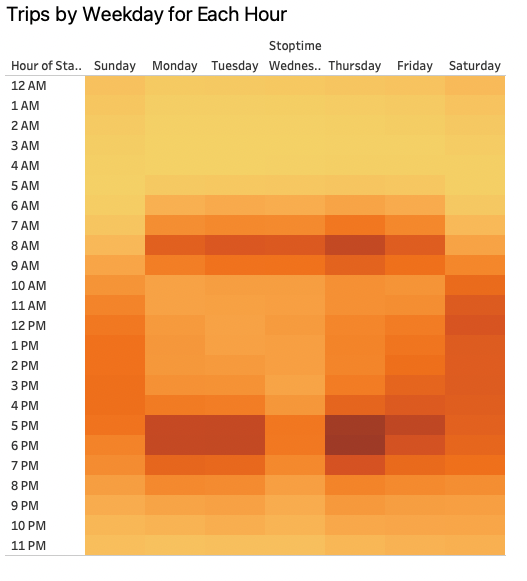 Trips by Weekday for Each Hour
Stoptime
Hour of Sta.. Sunday Monday Tuesday Wednes.. Thursday Friday Saturday
12 AM
1 AM
2 AM
3 AM
4 AM
5 AM
6 AM
7 AM
8 AM
9 AM
10 AM
11 AM
12 PM
1 PM
2 PM
3 PM
4 PM
5 PM
6 PM
7 PM
8 PM
9 PM
10 PM
11 PM